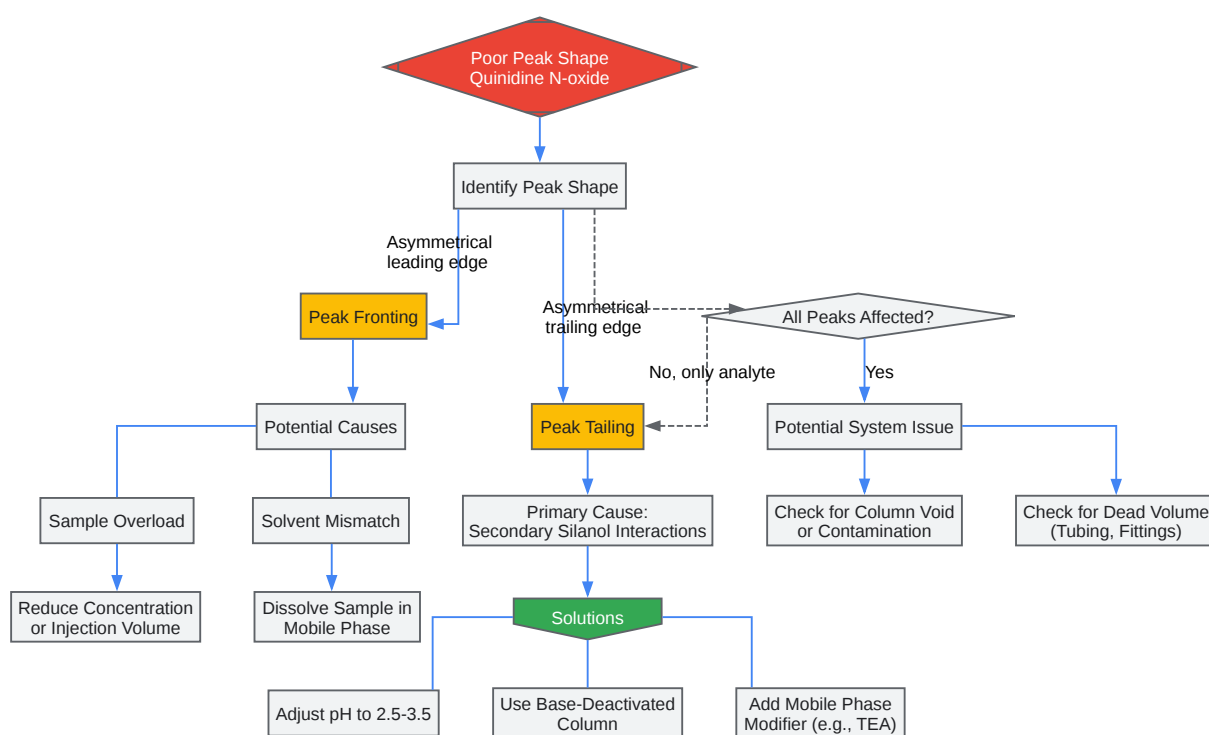 Poor Peak Shape
Quinidine N-oxide
Identify Peak Shape
Asymmetrical
leading edge
Peak Fronting
Asymmetrical
trailing edge
All Peaks Affected?
No, only analyte
Yes
Potential Causes
Peak Tailing
Potential System Issue
Sample Overload
Solvent Mismatch
Primary Cause:
Secondary Silanol Interactions
Check for Column Void
or Contamination
Check for Dead Volume
(Tubing, Fittings)
Reduce Concentration
or Injection Volume
Dissolve Sample in
Mobile Phase
Solutions
Adjust pH to 2.5-3.5
Use Base-Deactivated
Column
Add Mobile Phase
Modifier (e.g., TEA)